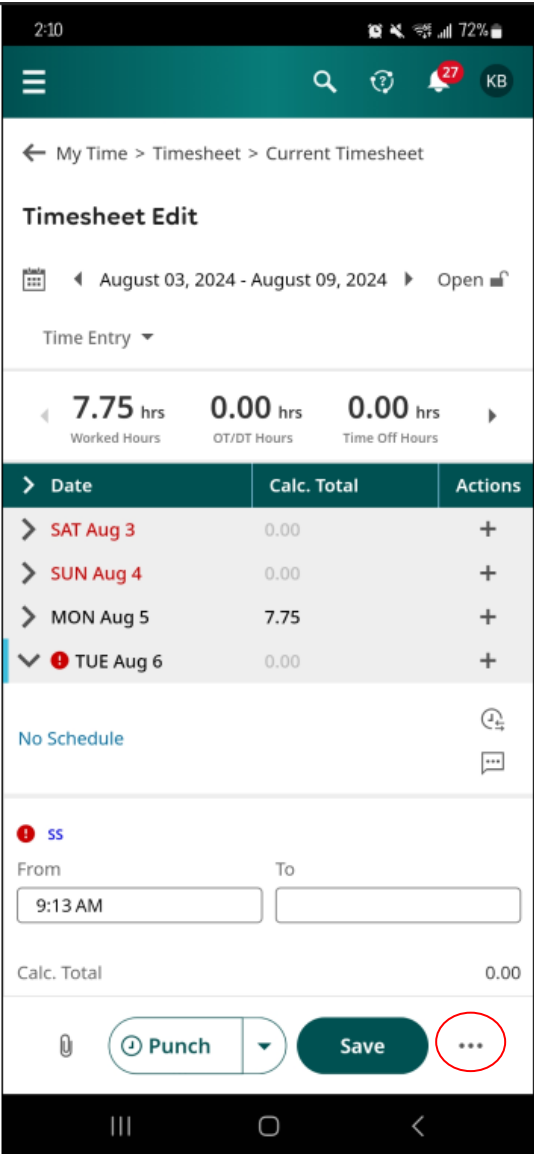 2:10 72%
27 KB
← My Time > Timesheet > Current Timesheet
Timesheet Edit
August 03, 2024 - August 09, 2024 Open
Time Entry
7.75 hrs 0.00 hrs 0.00 hrs
Worked Hours OT/DT Hours Time Off Hours
Date Calc. Total Actions
SAT Aug 3 0.00 +
SUN Aug 4 0.00 +
MON Aug 5 7.75 +
TUE Aug 6 0.00 +
No Schedule
ss
From To
9:13 AM
Calc. Total 0.00
Punch Save